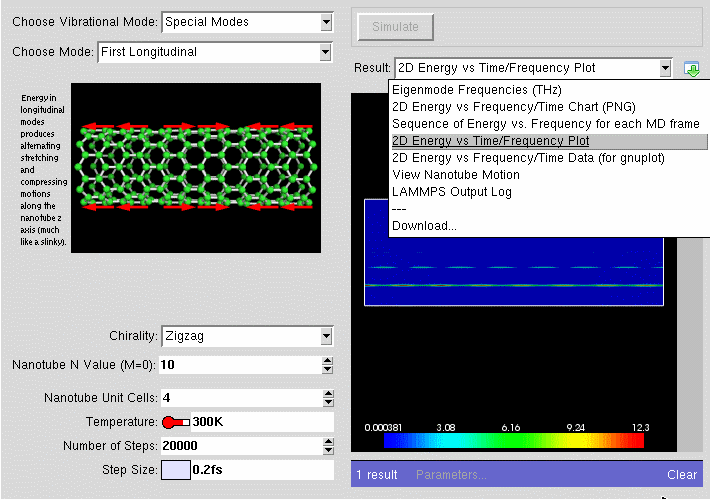 Choose Vibrational Mode: Special Modes
Choose Mode: First Longitudinal
Energy in
longitudinal
modes
produces
alternating
stretching
and
compressing
motions
along the
nanotube z
axis (much
like a slinky).
Chirality: Zigzag
Nanotube N Value (M=0): 10
Nanotube Unit Cells: 4
Temperature: 300K
Number of Steps: 20000
Step Size: 0.2fs
Simulate
Result: 2D Energy vs Time/Frequency Plot
Eigenmode Frequencies (THz)
2D Energy vs Frequency/Time Chart (PNG)
Sequence of Energy vs. Frequency for each MD frame
2D Energy vs Time/Frequency Plot
2D Energy vs Frequency/Time Data (for gnuplot)
View Nanotube Motion
LAMMPS Output Log
---
Download...
0.000381 3.08 6.16 9.24 12.3
1 result Parameters... Clear